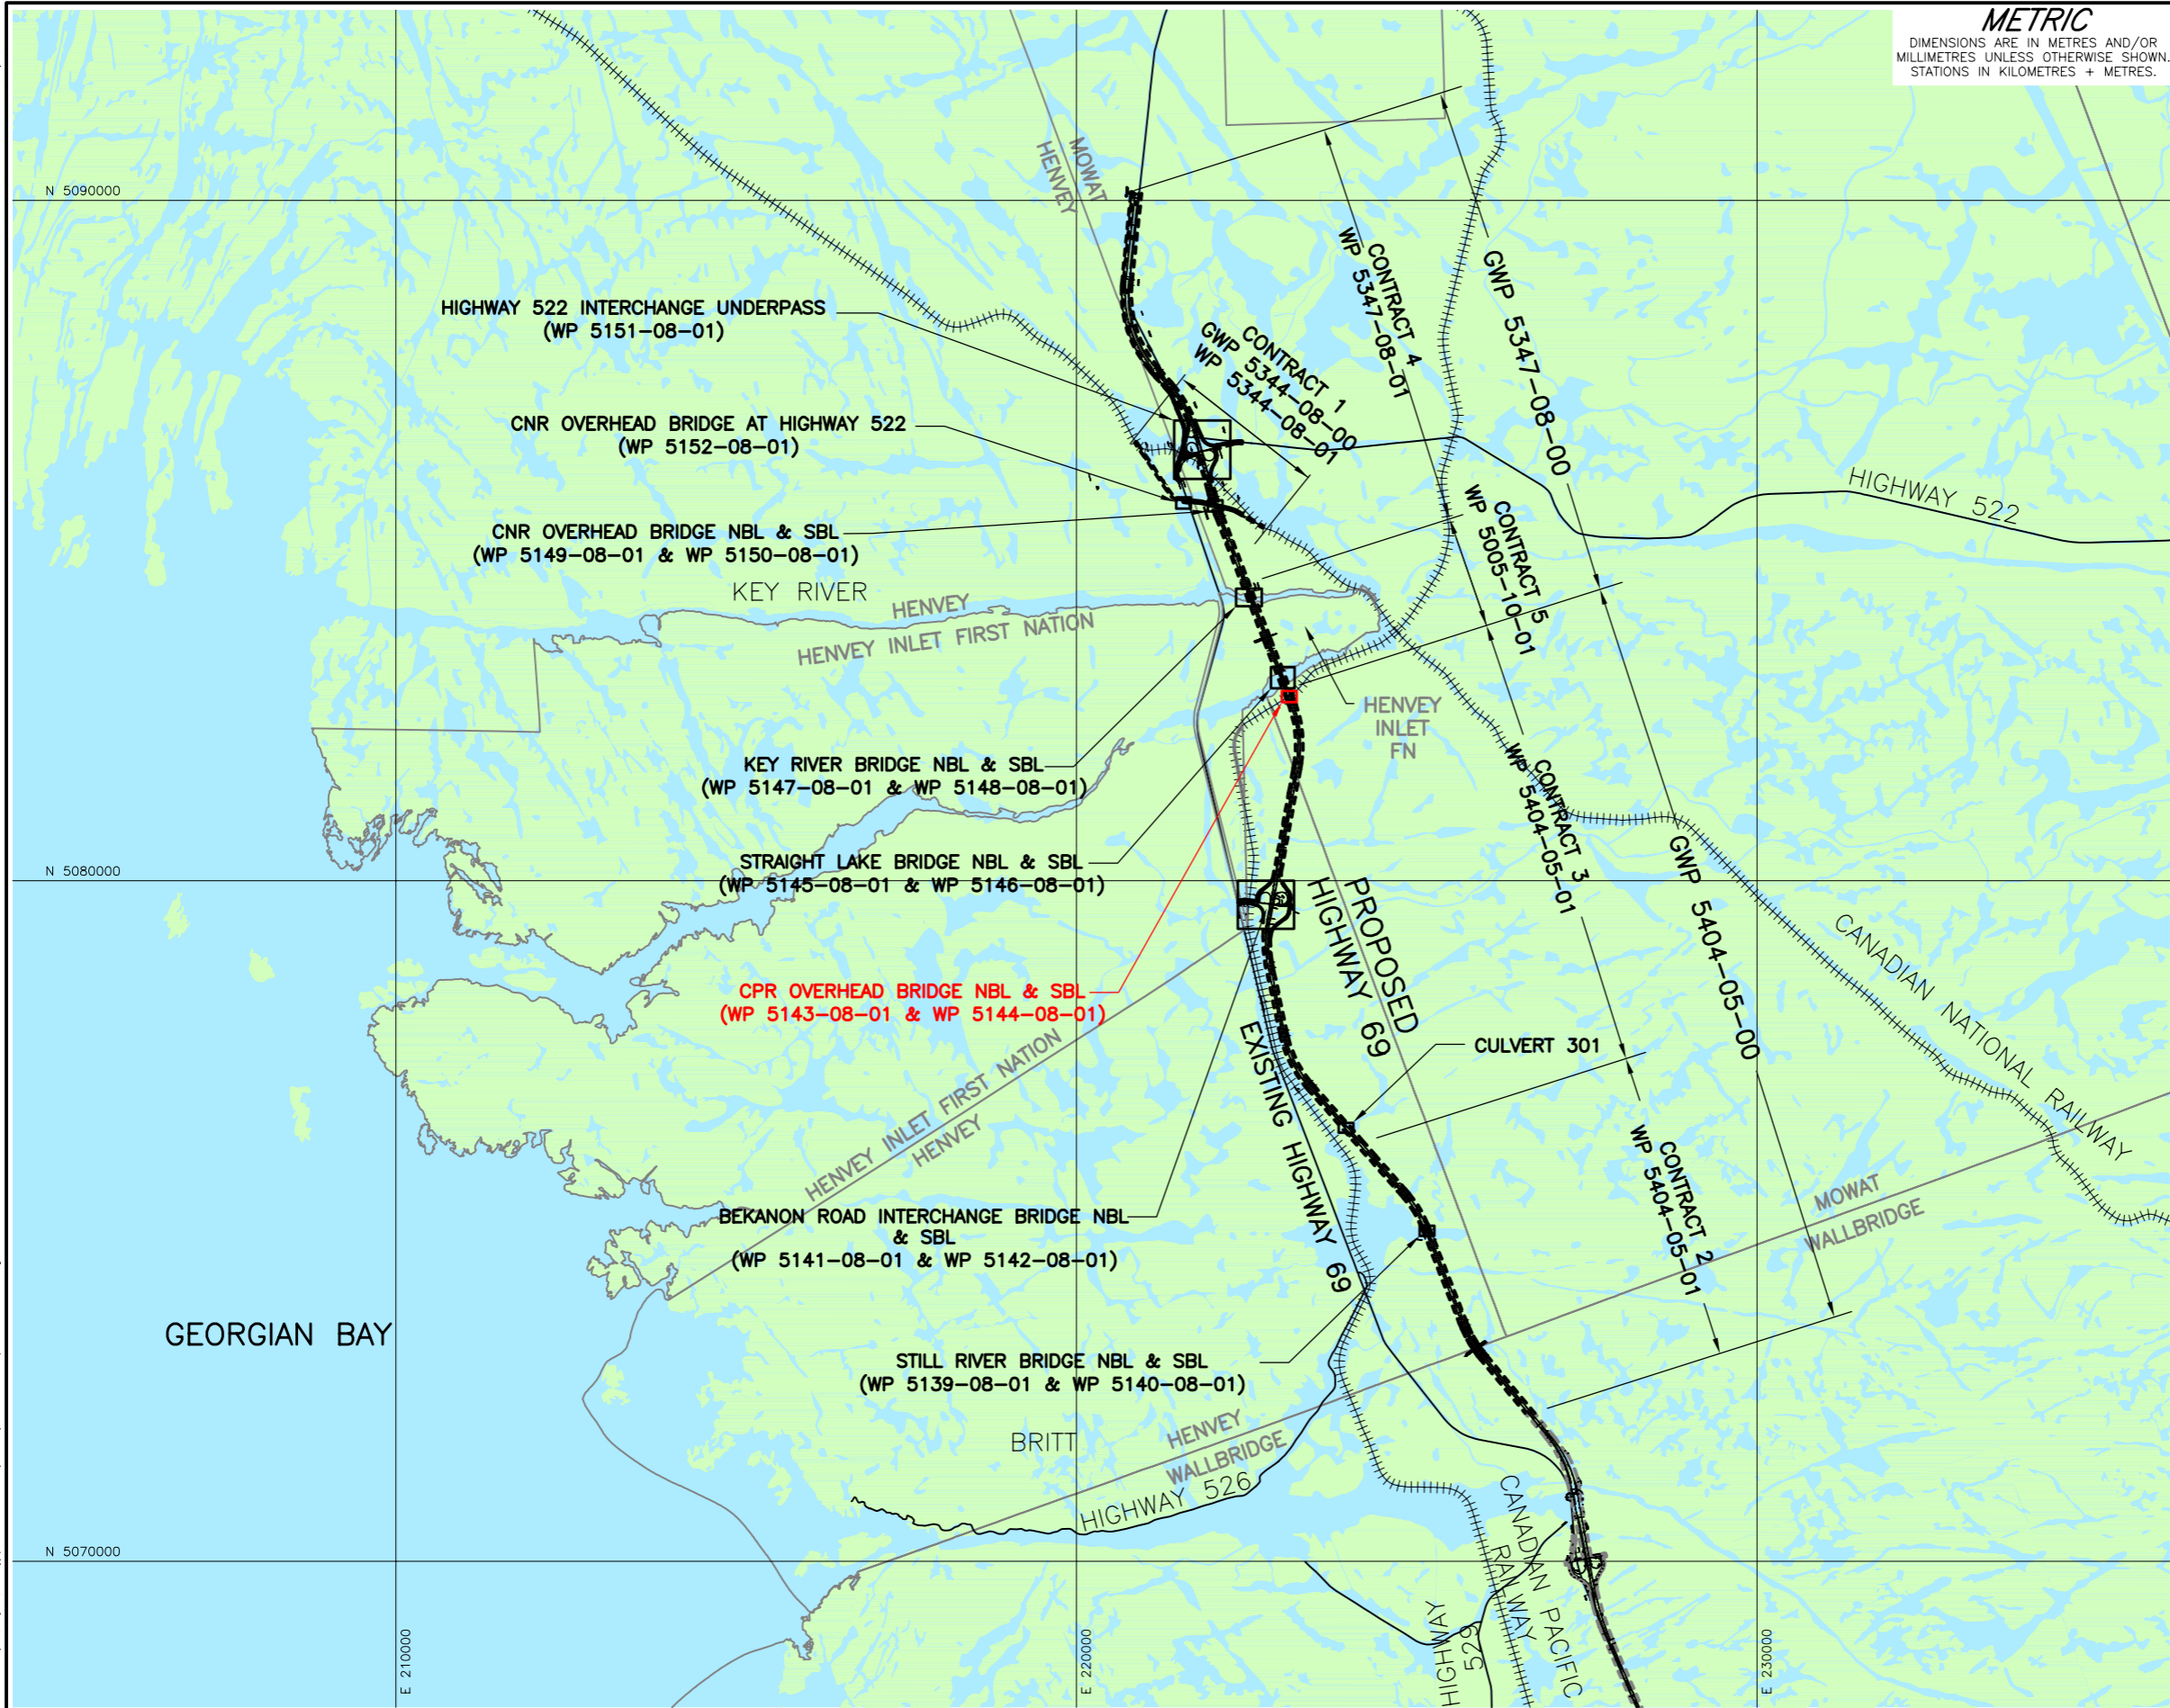 METRIC
DIMENSIONS ARE IN METRES AND/OR
MILLIMETRES UNLESS OTHERWISE SHOWN.
STATIONS IN KILOMETRES + METRES.
MOWAT
HENVEY
N 5090000
CONTRACT 4
WP 5347-08-01
GWP 5347-08-00
HIGHWAY 522 INTERCHANGE UNDERPASS
(WP 5151-08-01)
CONTRACT 1
GWP 5344-08-00
WP 5344-08-01
CNR OVERHEAD BRIDGE AT HIGHWAY 522
(WP 5152-08-01)
HIGHWAY 522
CNR OVERHEAD BRIDGE NBL & SBL
(WP 5149-08-01 & WP 5150-08-01)
CONTRACT 5
WP 5005-10-01
KEY RIVER
HENVEY
HENVEY INLET FIRST NATION
HENVEY
INLET
FN
KEY RIVER BRIDGE NBL & SBL
(WP 5147-08-01 & WP 5148-08-01)
CONTRACT 3
WP 5404-05-01
STRAIGHT LAKE BRIDGE NBL & SBL
(WP 5145-08-01 & WP 5146-08-01)
N 5080000
GWP 5404-05-00
PROPOSED
HIGHWAY 69
CANADIAN NATIONAL RAILWAY
CPR OVERHEAD BRIDGE NBL & SBL
(WP 5143-08-01 & WP 5144-08-01)
EXISTING HIGHWAY 69
CULVERT 301
HENVEY INLET FIRST NATION
HENVEY
CONTRACT 2
WP 5404-05-01
MOWAT
WALLBRIDGE
BEKANON ROAD INTERCHANGE BRIDGE NBL
& SBL
(WP 5141-08-01 & WP 5142-08-01)
GEORGIAN BAY
STILL RIVER BRIDGE NBL & SBL
(WP 5139-08-01 & WP 5140-08-01)
BRITT
HENVEY
WALLBRIDGE
HIGHWAY 526
CANADIAN PACIFIC
RAILWAY
N 5070000
HIGHWAY
529
E 210000
E 220000
E 230000